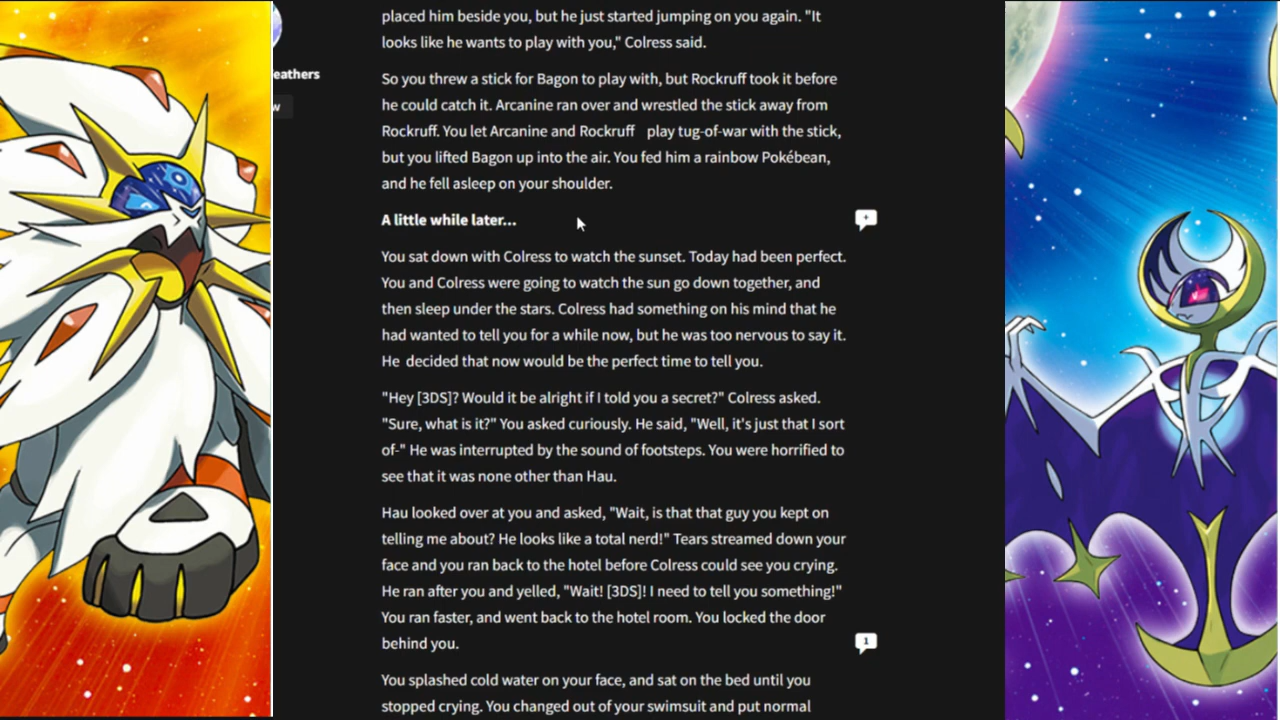 placed him beside you, but he just started jumping on you again. "It
looks like he wants to play with you," Colress said.
eathers
So you threw a stick for Bagon to play with, but Rockruff took it before
w
he could catch it. Arcanine ran over and wrestled the stick away from
Rockruff. You let Arcanine and Rockruff play tug-of-war with the stick,
but you lifted Bagon up into the air. You fed him a rainbow Pokébean,
and he fell asleep on your shoulder.
A little while later...
+
You sat down with Colress to watch the sunset. Today had been perfect.
You and Colress were going to watch the sun go down together, and
then sleep under the stars. Colress had something on his mind that he
had wanted to tell you for a while now, but he was too nervous to say it.
He decided that now would be the perfect time to tell you.
"Hey [3DS]? Would it be alright if I told you a secret?" Colress asked.
"Sure, what is it?" You asked curiously. He said, "Well, it's just that I sort
of-" He was interrupted by the sound of footsteps. You were horrified to
see that it was none other than Hau.
Hau looked over at you and asked, "Wait, is that that guy you kept on
telling me about? He looks like a total nerd!" Tears streamed down your
face and you ran back to the hotel before Colress could see you crying.
He ran after you and yelled, "Wait! [3DS]! I need to tell you something!"
You ran faster, and went back to the hotel room. You locked the door
behind you.
1
You splashed cold water on your face, and sat on the bed until you
stopped crying. You changed out of your swimsuit and put normal